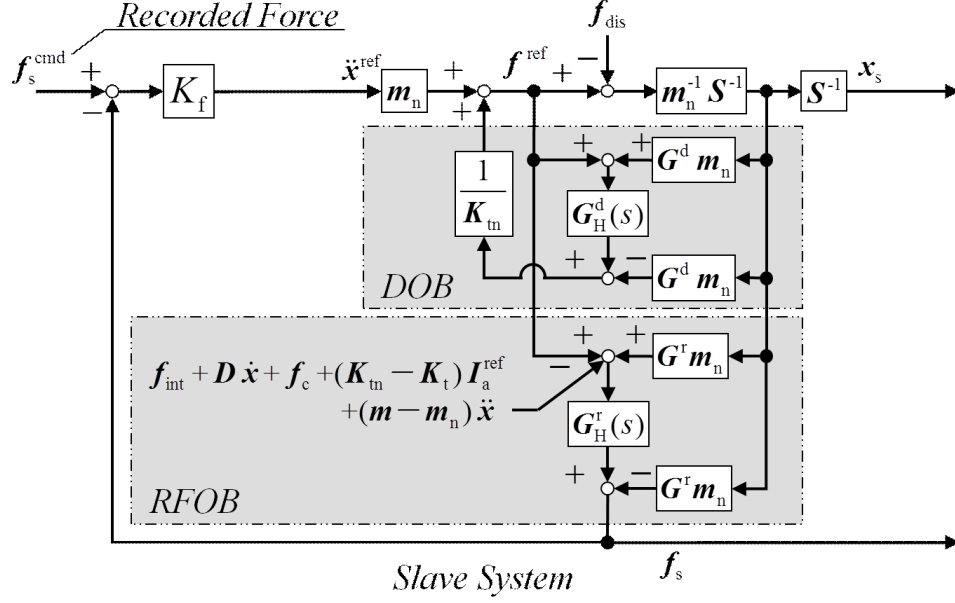 Recorded Force
f_dis
f_s^cmd + − K_f ẍ^ref m_n + + f^ref + − m_n^-1 S^-1 S^-1 x_s
+ + G^d m_n
1/K_tn
G_H^d(s)
+ − G^d m_n
DOB
+ + G^r m_n
f_int + D ẋ + f_c + (K_tn − K_t) I_a^ref −
+(m − m_n) ẍ
G_H^r(s)
+ − G^r m_n
RFOB
f_s
Slave System